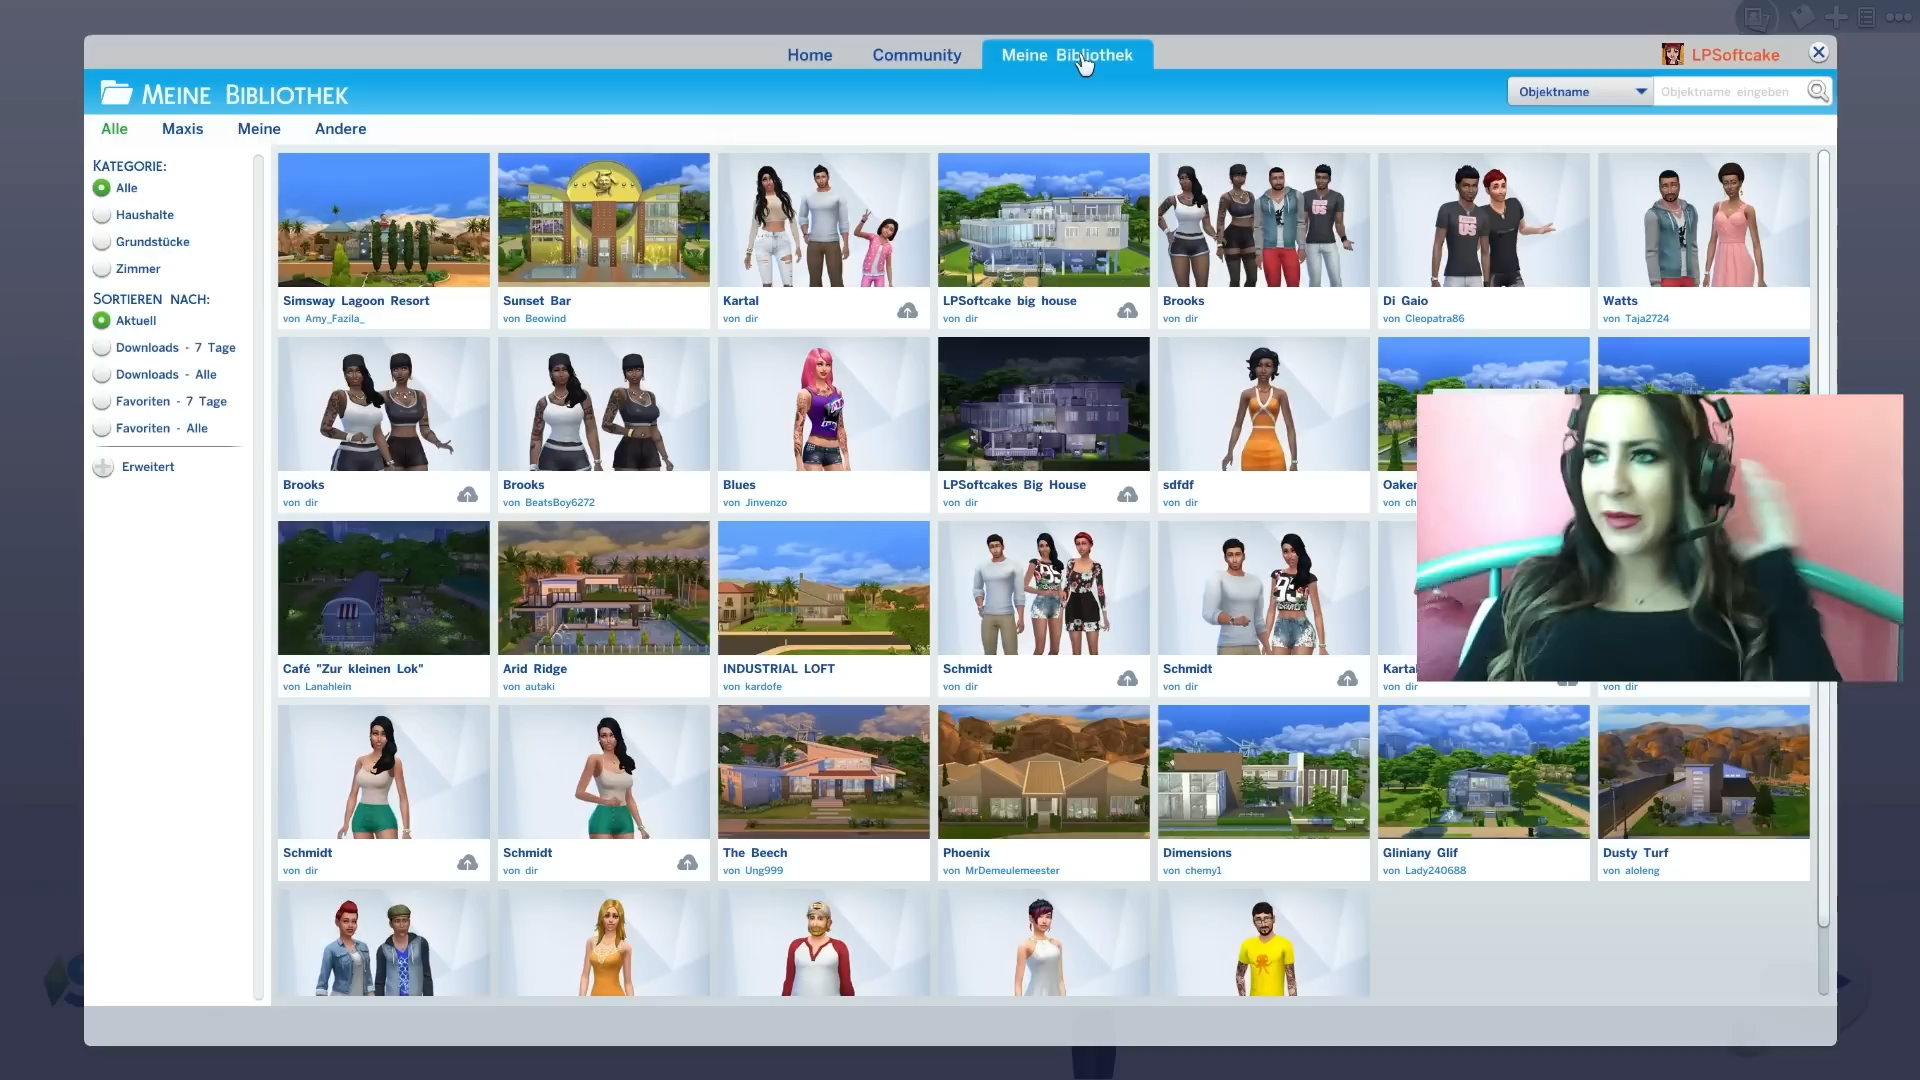 Home
Community
Meine Bibliothek
LPSoftcake
MEINE BIBLIOTHEK
Objektname
Objektname eingeben
Alle
Maxis
Meine
Andere
KATEGORIE:
Alle
Haushalte
Grundstücke
Zimmer
SORTIEREN NACH:
Aktuell
Downloads - 7 Tage
Downloads - Alle
Favoriten - 7 Tage
Favoriten - Alle
Erweitert
Simsway Lagoon Resort
von Amy_Fazila_
Sunset Bar
von Beowind
Kartal
von dir
LPSoftcake big house
von dir
Brooks
von dir
Di Gaio
von Cleopatra86
Watts
von Taja2724
Brooks
von dir
Brooks
von BeatsBoy6272
Blues
von Jinvenzo
LPSoftcakes Big House
von dir
sdfdf
von dir
Oaker
von ch
Café "Zur kleinen Lok"
von Lanahlein
Arid Ridge
von autaki
INDUSTRIAL LOFT
von kardofe
Schmidt
von dir
Schmidt
von dir
Kartal
von dir
von dir
Schmidt
von dir
Schmidt
von dir
The Beech
von Ung999
Phoenix
von MrDemeulemeester
Dimensions
von chemy1
Gliniany Glif
von Lady240688
Dusty Turf
von aloleng